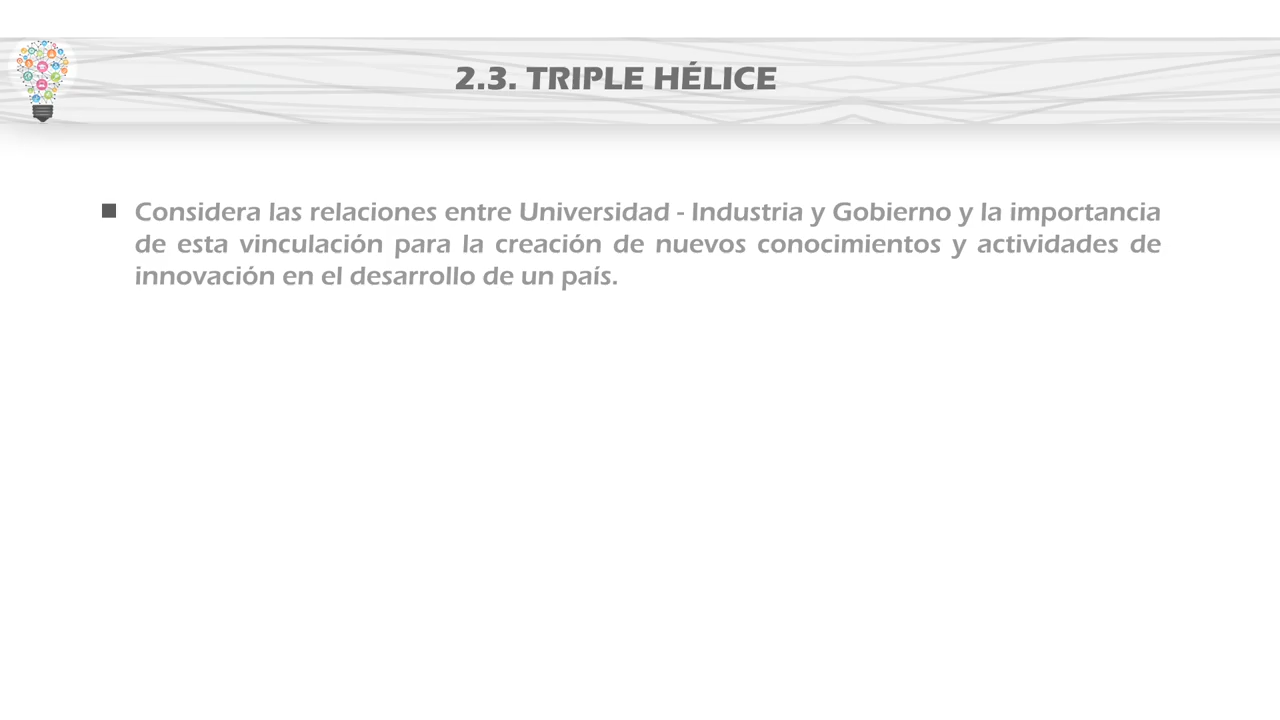 2.3. TRIPLE HÉLICE
Considera las relaciones entre Universidad - Industria y Gobierno y la importancia
de esta vinculación para la creación de nuevos conocimientos y actividades de
innovación en el desarrollo de un país.